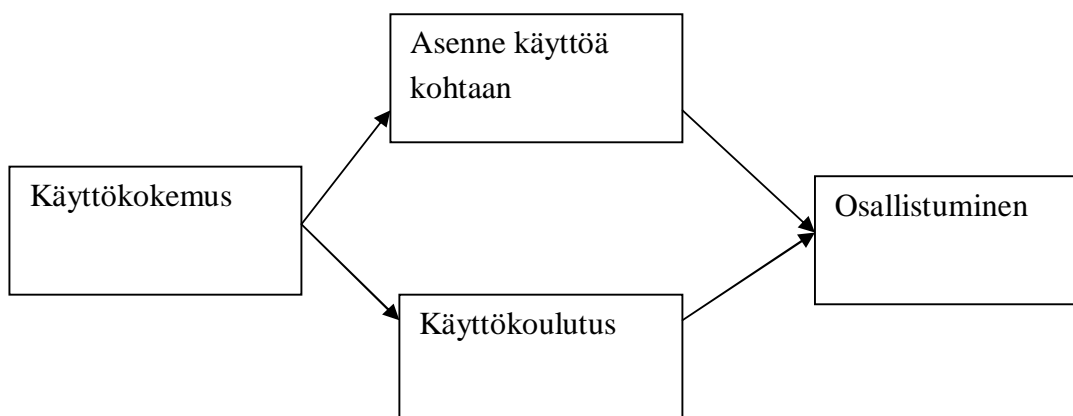 Asenne käyttöä
kohtaan
Käyttökokemus
Osallistuminen
Käyttökoulutus